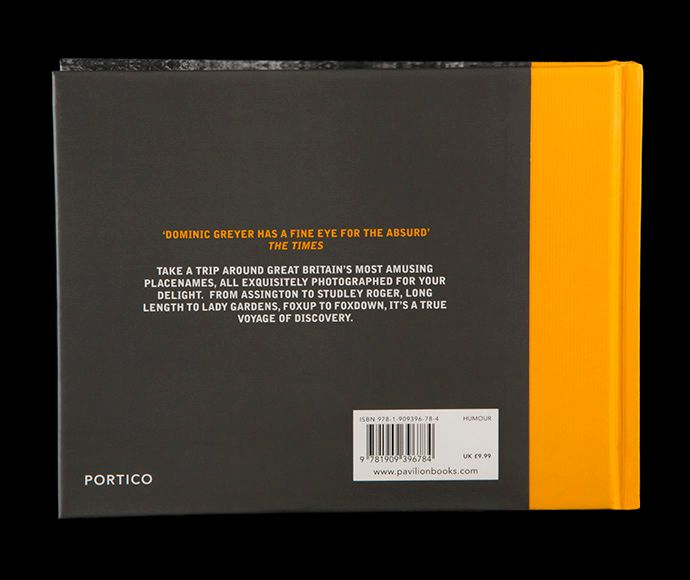 ‘DOMINIC GREYER HAS A FINE EYE FOR THE ABSURD’
THE TIMES
TAKE A TRIP AROUND GREAT BRITAIN’S MOST AMUSING
PLACENAMES, ALL EXQUISITELY PHOTOGRAPHED FOR YOUR
DELIGHT. FROM ASSINGTON TO STUDLEY ROGER, LONG
LENGTH TO LADY GARDENS, FOXUP TO FOXDOWN, IT’S A TRUE
VOYAGE OF DISCOVERY.
ISBN 978-1-909396-78-4 HUMOUR
9 781909 396784
UK £9.99
www.pavilionbooks.com
PORTICO